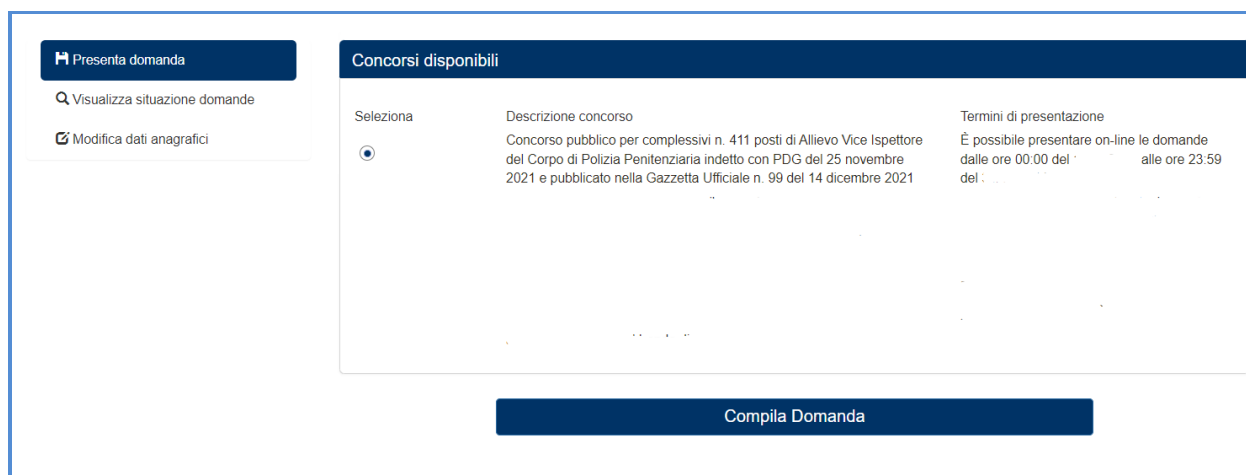 Presenta domanda
Visualizza situazione domande
Modifica dati anagrafici
Concorsi disponibili
Seleziona
Descrizione concorso
Concorso pubblico per complessivi n. 411 posti di Allievo Vice Ispettore
del Corpo di Polizia Penitenziaria indetto con PDG del 25 novembre
2021 e pubblicato nella Gazzetta Ufficiale n. 99 del 14 dicembre 2021
Termini di presentazione
È possibile presentare on-line le domande
dalle ore 00:00 del alle ore 23:59
del
Compila Domanda